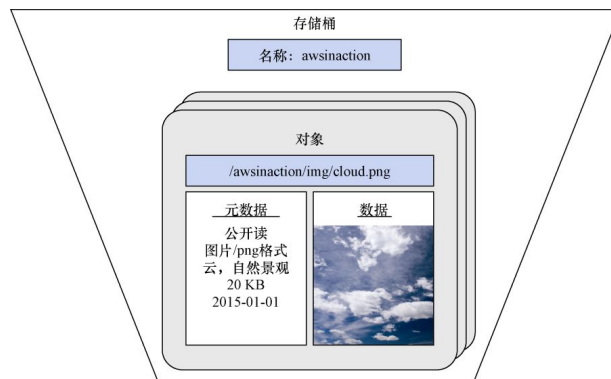 存储桶
名称：awsinaction
对象
/awsinaction/img/cloud.png
元数据
公开读
图片/png格式
云，自然景观
20 KB
2015-01-01
数据